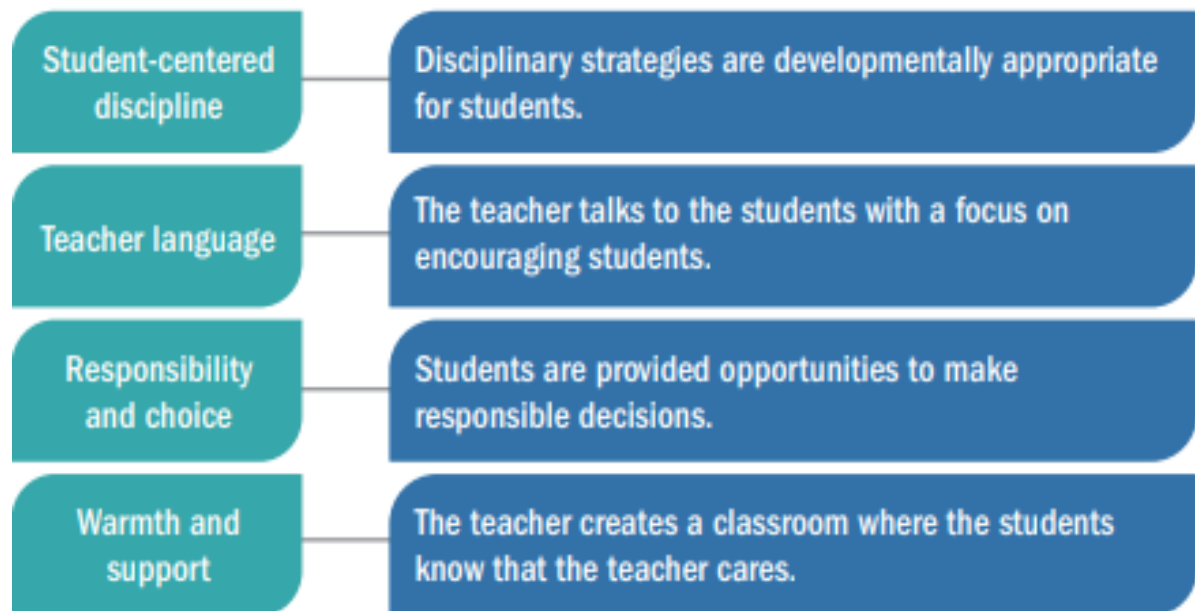 Student-centered
discipline
Disciplinary strategies are developmentally appropriate
for students.
Teacher language
The teacher talks to the students with a focus on
encouraging students.
Responsibility
and choice
Students are provided opportunities to make
responsible decisions.
Warmth and
support
The teacher creates a classroom where the students
know that the teacher cares.